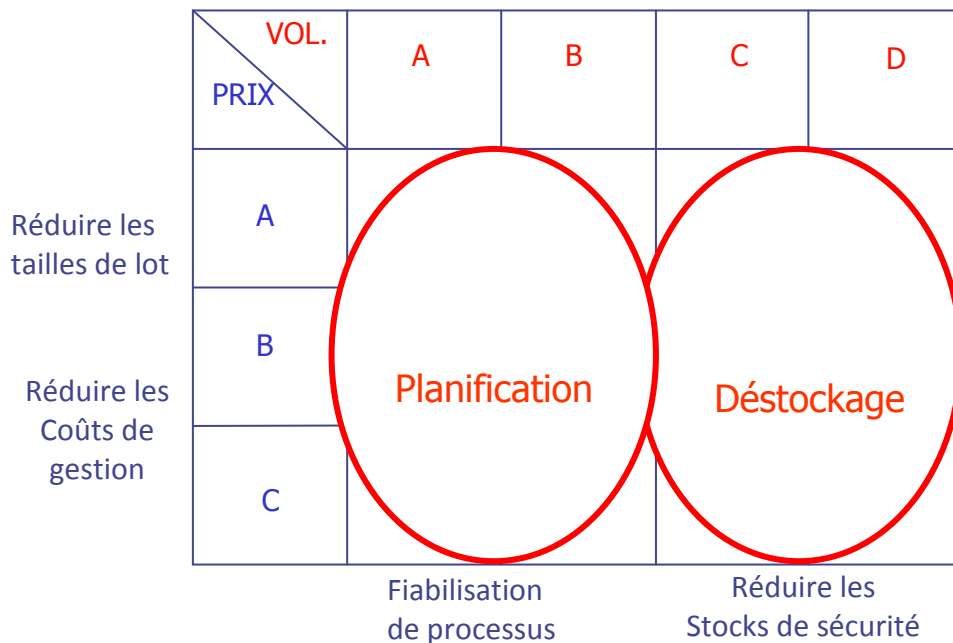 VOL.
PRIX
A
B
C
D
Réduire les
tailles de lot
A
B
Réduire les
Coûts de
gestion
C
Planification
Déstockage
Fiabilisation
de processus
Réduire les
Stocks de sécurité